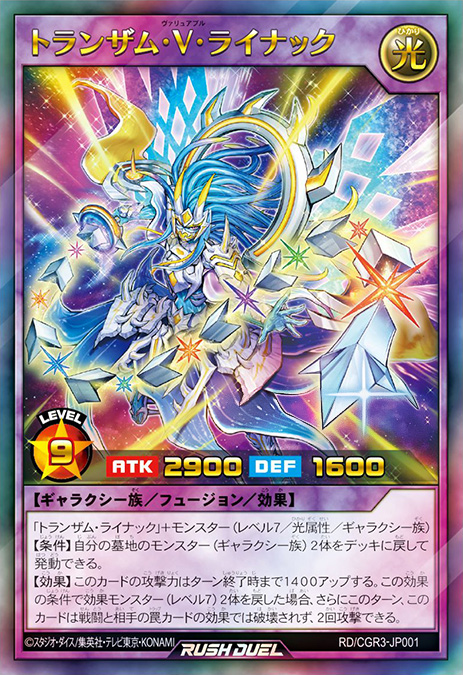 ヴァリュアブル
トランザム・V・ライナック
ひかり
光
LEVEL
9
ATK 2900 DEF 1600
【ギャラクシー族／フュージョン／効果】
「トランザム・ライナック」+モンスター(レベル7／光属性／ギャラクシー族)
【条件】自分の墓地のモンスター(ギャラクシー族)2体をデッキに戻して
発動できる。
【効果】このカードの攻撃力はターン終了時まで1400アップする。この効果
の条件で効果モンスター(レベル7)2体を戻した場合、さらにこのターン、この
カードは戦闘と相手の罠カードの効果では破壊されず、2回攻撃できる。
©スタジオ・ダイス/集英社・テレビ東京・KONAMI RUSH DUEL RD/CGR3-JP001